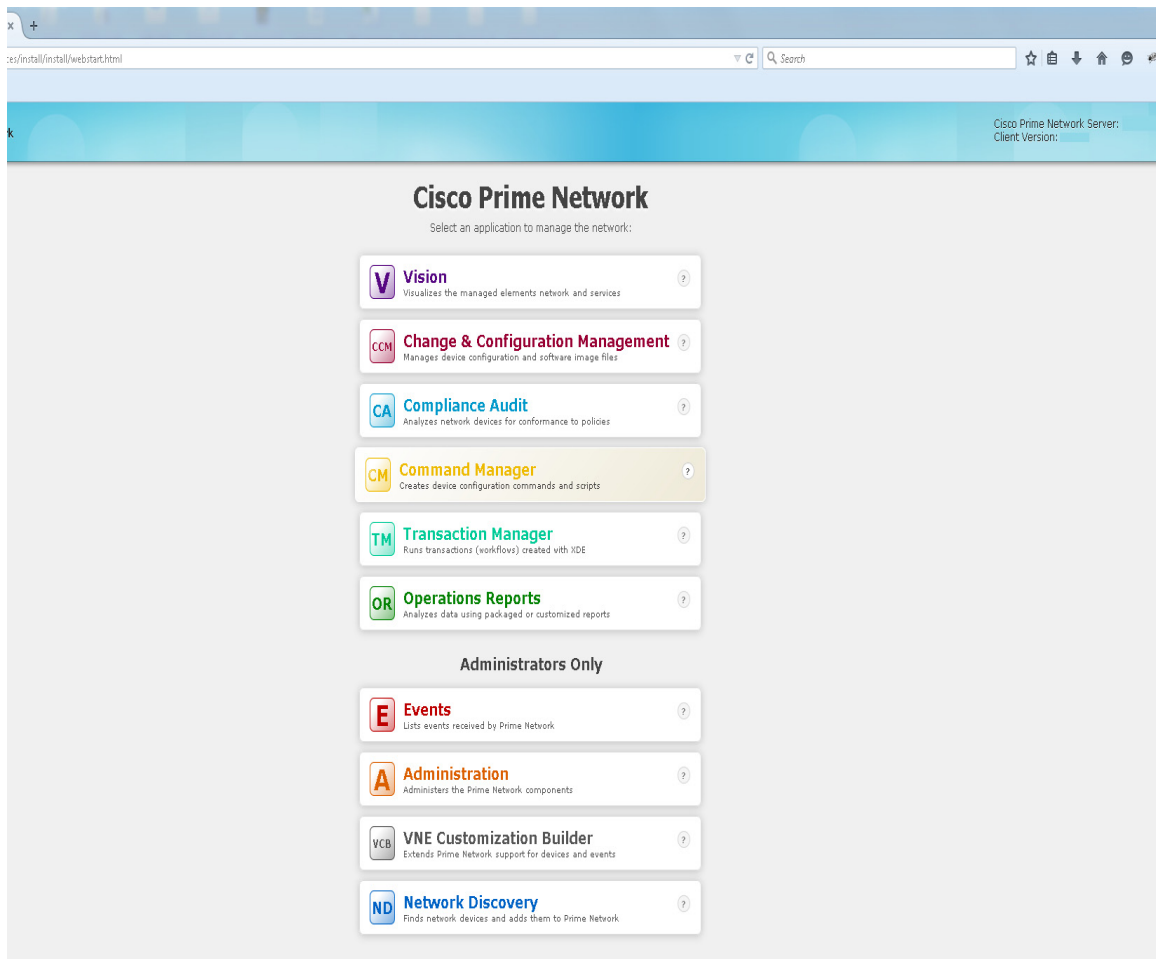 × +
ces/install/install/webstart.html
Search
rk
Cisco Prime Network Server:
Client Version:
Cisco Prime Network
Select an application to manage the network:
V
Vision
?
Visualizes the managed elements network and services
CCM
Change & Configuration Management
?
Manages device configuration and software image files
CA
Compliance Audit
?
Analyzes network devices for conformance to policies
CM
Command Manager
?
Creates device configuration commands and scripts
TM
Transaction Manager
?
Runs transactions (workflows) created with XDE
OR
Operations Reports
?
Analyzes data using packaged or customized reports
Administrators Only
E
Events
?
Lists events received by Prime Network
A
Administration
?
Administers the Prime Network components
VCB
VNE Customization Builder
?
Extends Prime Network support for devices and events
ND
Network Discovery
?
Finds network devices and adds them to Prime Network